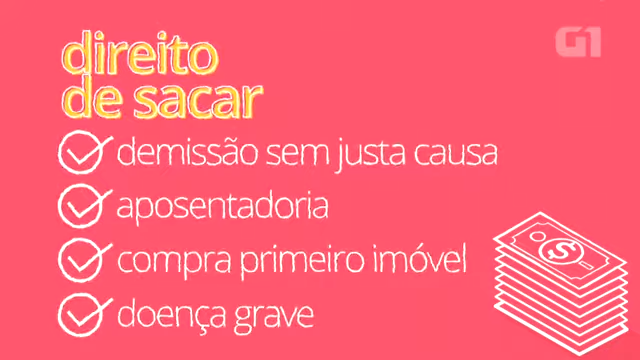 direito
de sacar
G1
demissão sem justa causa
aposentadoria
compra primeiro imóvel
doença grave
$